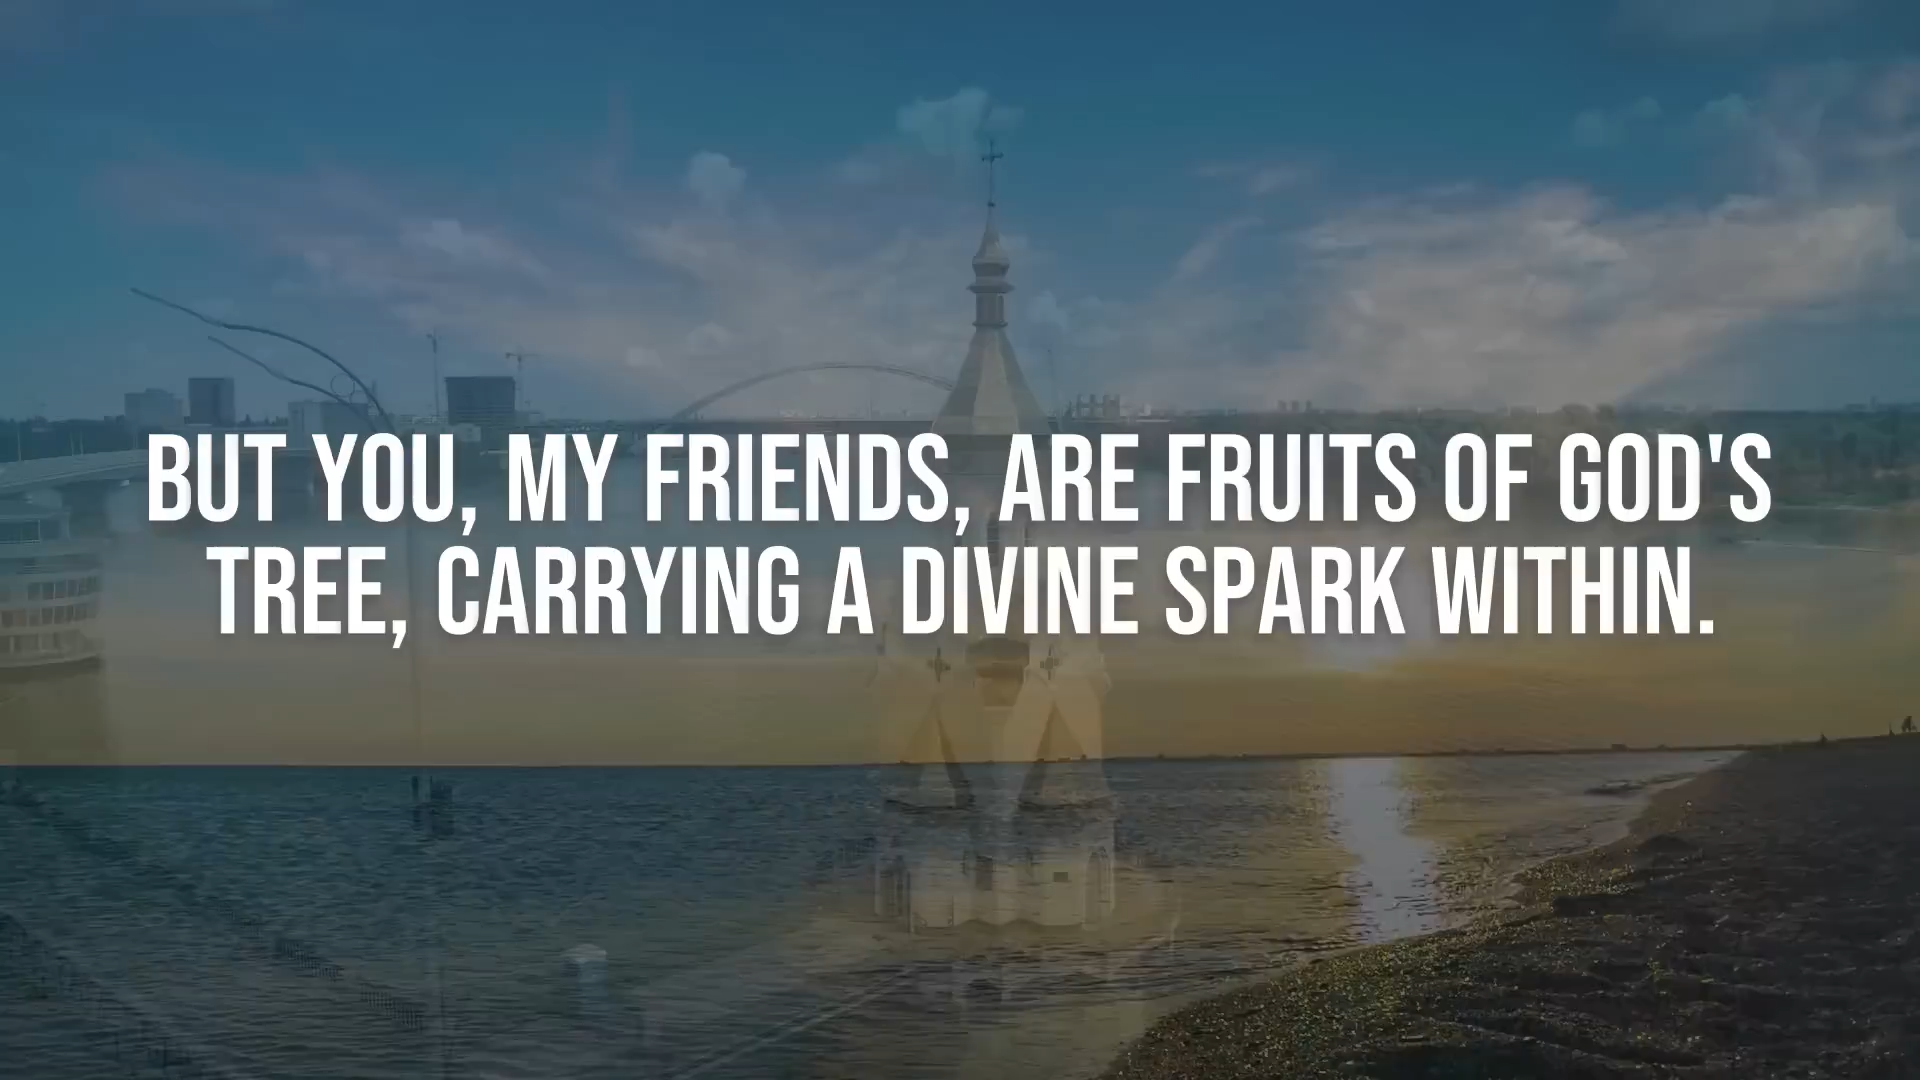 BUT YOU, MY FRIENDS, ARE FRUITS OF GOD'S
TREE, CARRYING A DIVINE SPARK WITHIN.